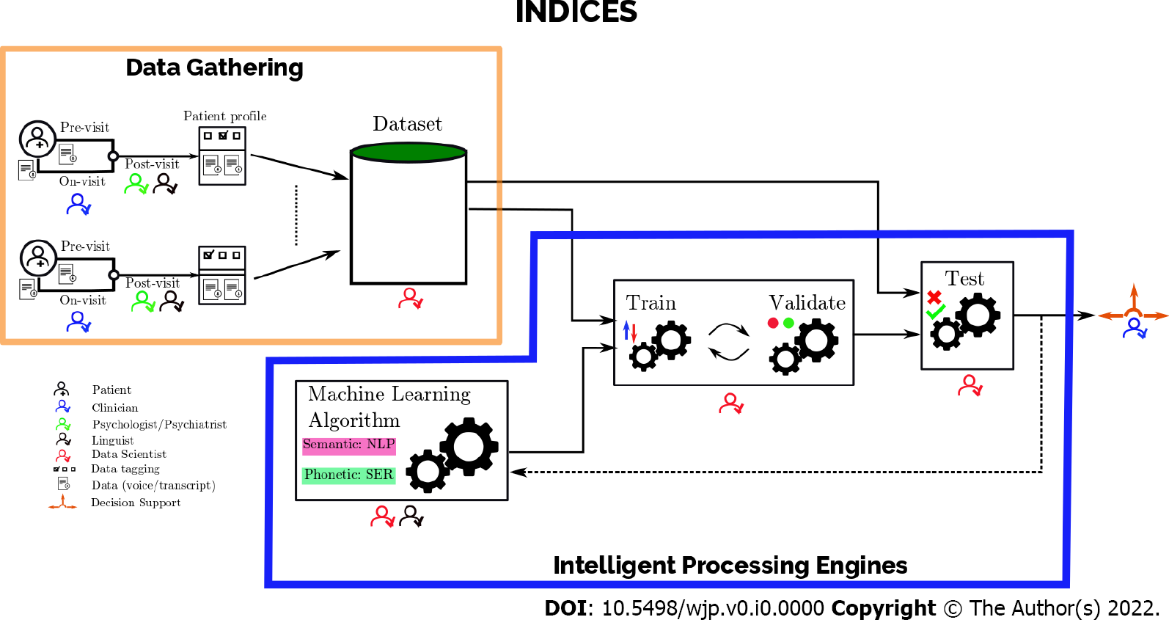 INDICES
Data Gathering
Patient profile
Dataset
Pre-visit
Post-visit
On-visit
Pre-visit
Post-visit
On-visit
Train
Validate
Test
Machine Learning
Algorithm
Semantic: NLP
Phonetic: SER
Patient
Clinician
Psychologist/Psychiatrist
Linguist
Data Scientist
Data tagging
Data (voice/transcript)
Decision Support
Intelligent Processing Engines
DOI: 10.5498/wjp.v0.i0.0000 Copyright © The Author(s) 2022.